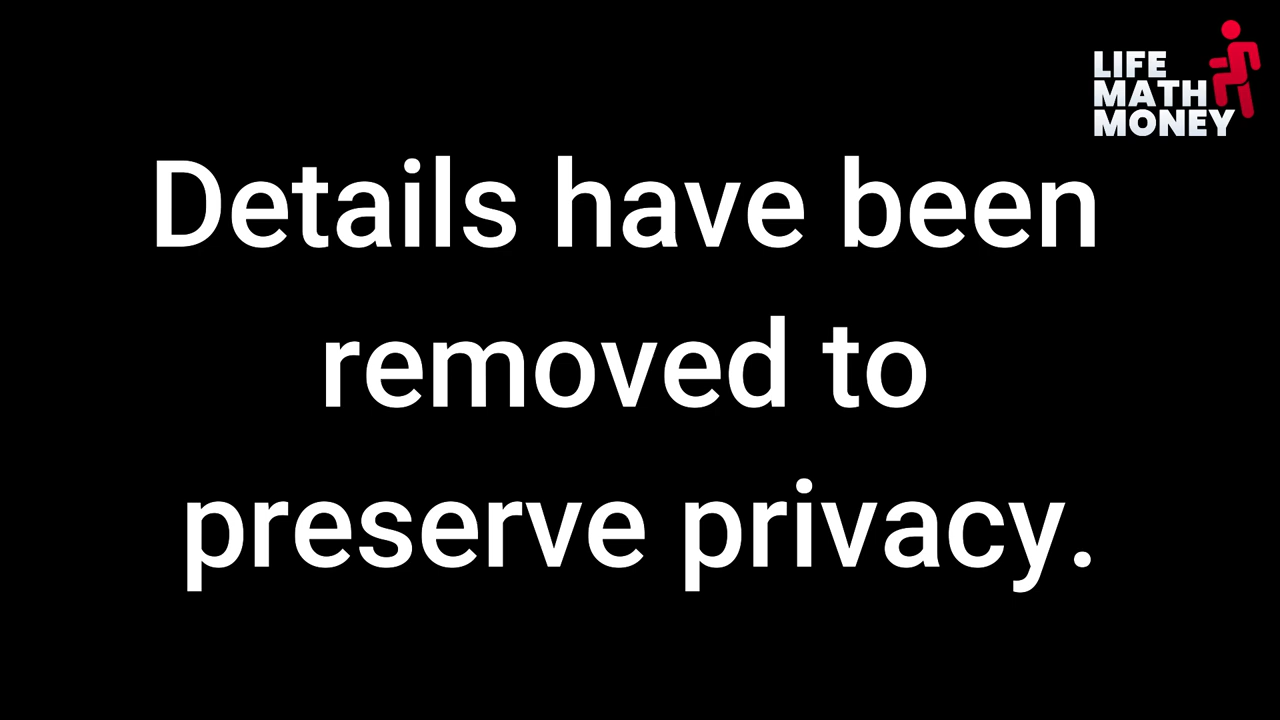 LIFE
MATH
MONEY
Details have been
removed to
preserve privacy.